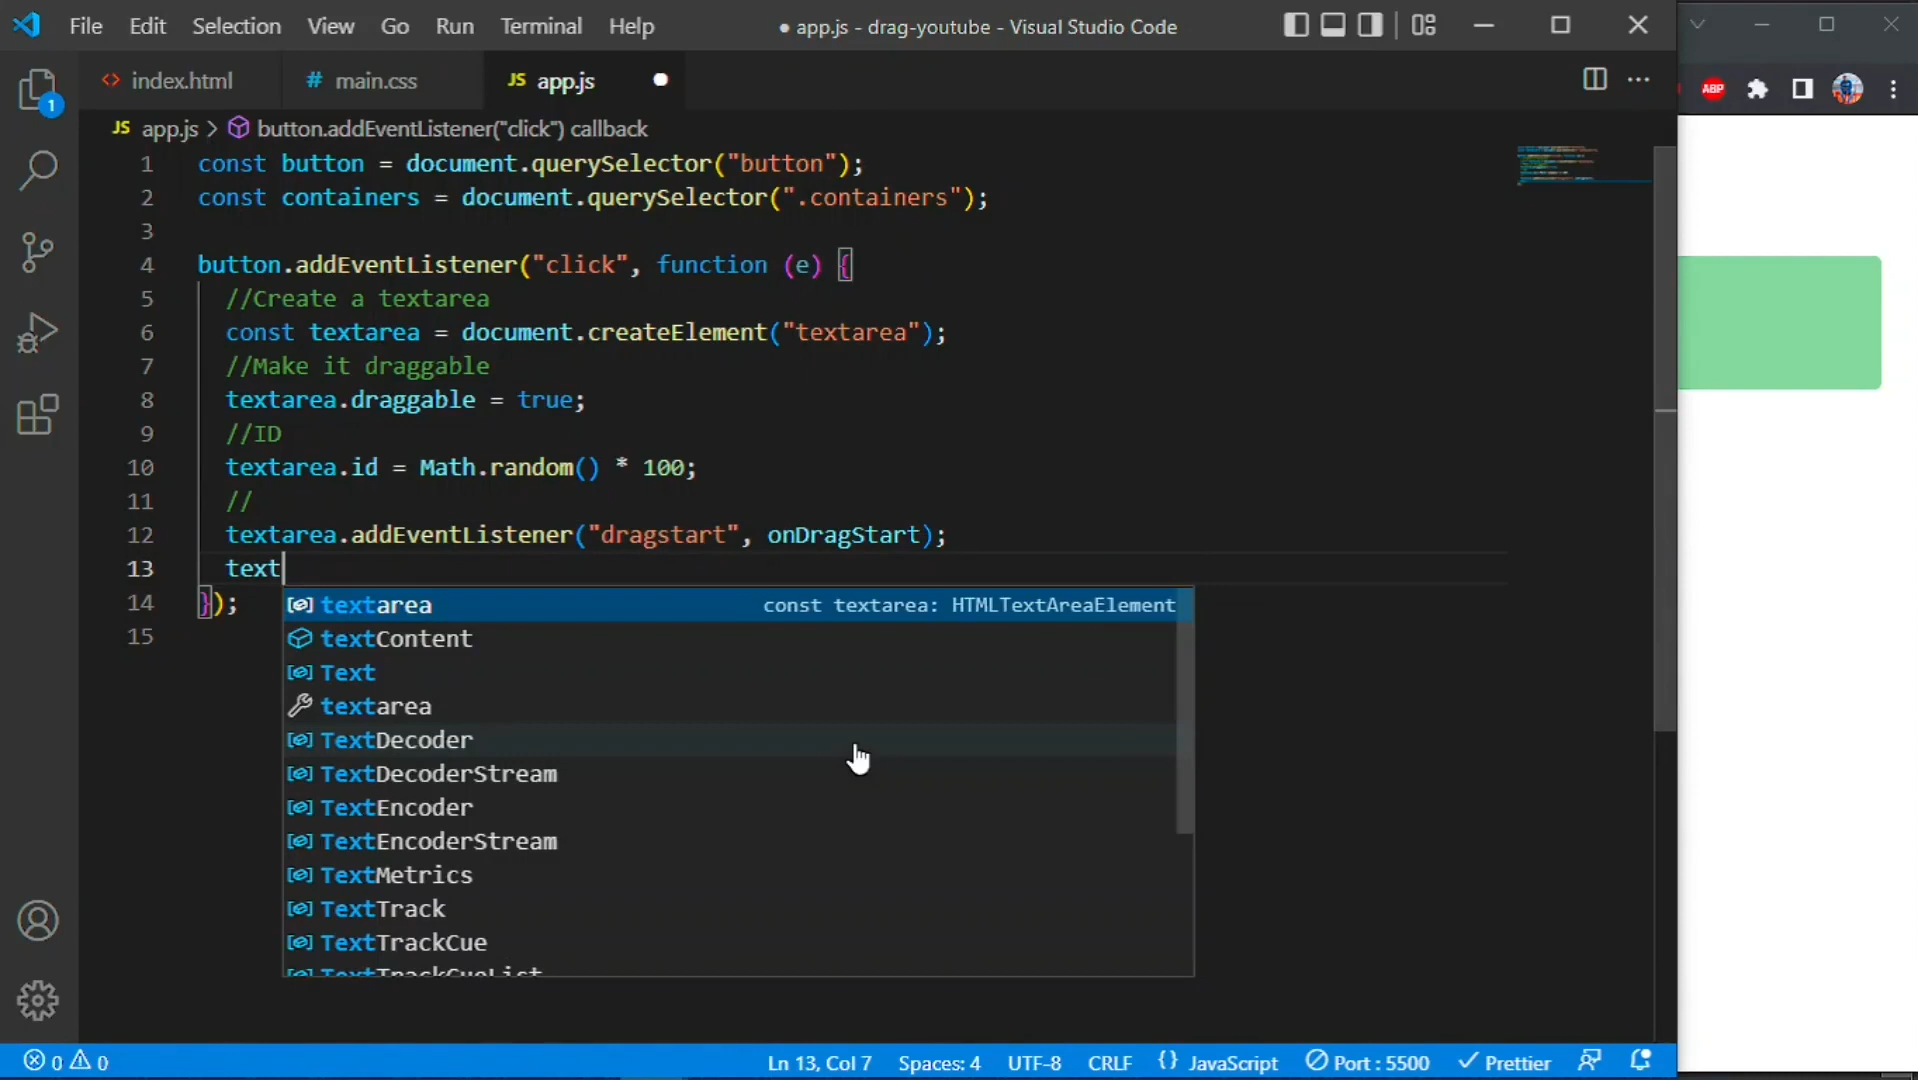 File Edit Selection View Go Run Terminal Help ● app.js - drag-youtube - Visual Studio Code
<> index.html # main.css JS app.js
ABP
1
JS app.js > button.addEventListener("click") callback
1 const button = document.querySelector("button");
2 const containers = document.querySelector(".containers");
3
4 button.addEventListener("click", function (e) {
5 //Create a textarea
6 const textarea = document.createElement("textarea");
7 //Make it draggable
8 textarea.draggable = true;
9 //ID
10 textarea.id = Math.random() * 100;
11 //
12 textarea.addEventListener("dragstart", onDragStart);
13 text
14 });
15
textarea const textarea: HTMLTextAreaElement
textContent
Text
textarea
TextDecoder
TextDecoderStream
TextEncoder
TextEncoderStream
TextMetrics
TextTrack
TextTrackCue
TextTrackCueList
0 0 Ln 13, Col 7 Spaces: 4 UTF-8 CRLF {} JavaScript Port : 5500 Prettier